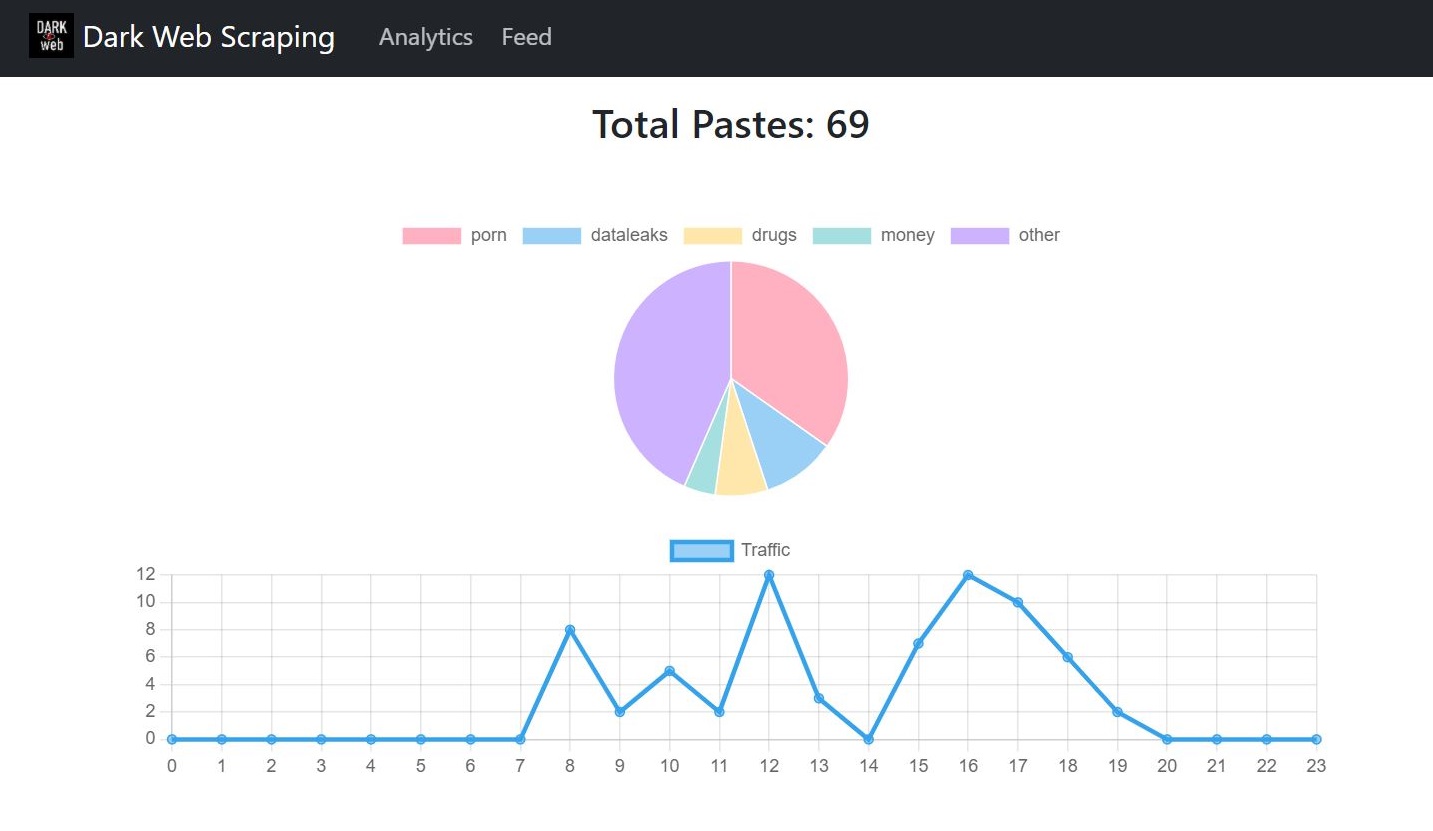 DARK
web
Dark Web Scraping Analytics Feed
Total Pastes: 69
porn dataleaks drugs money other
Traffic
12
10
8
6
4
2
0
0 1 2 3 4 5 6 7 8 9 10 11 12 13 14 15 16 17 18 19 20 21 22 23